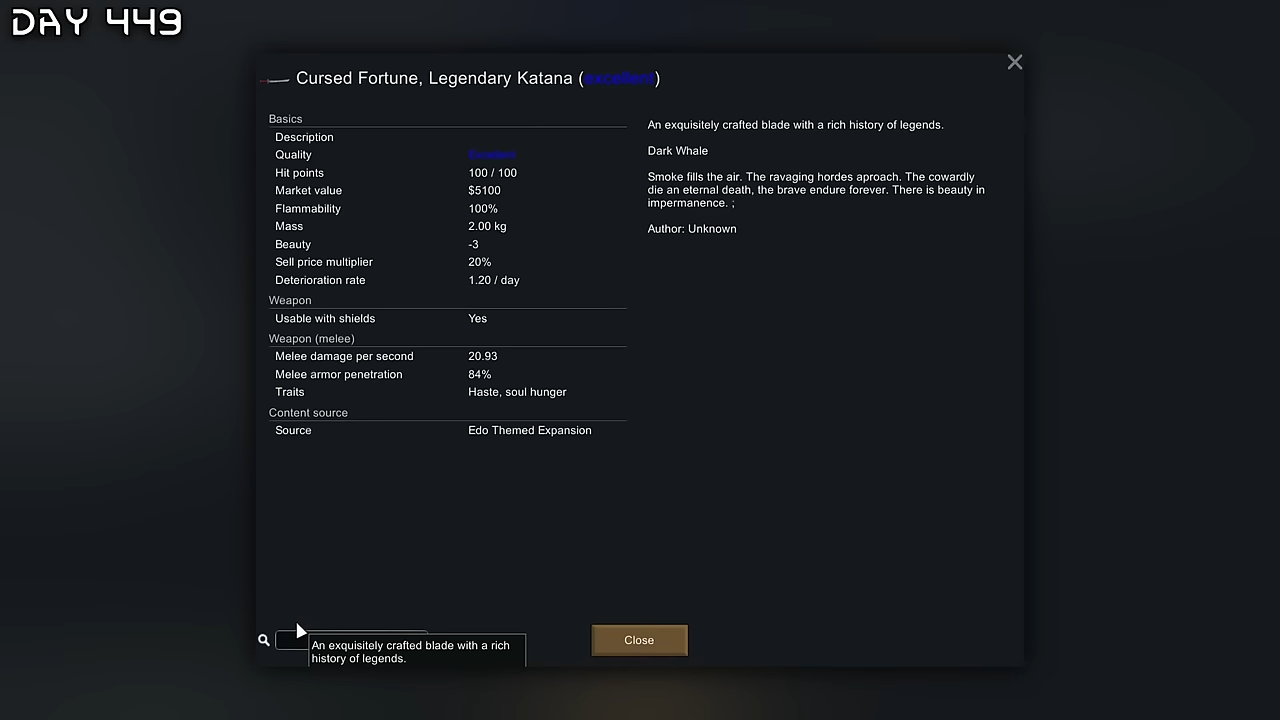 DAY 449
Cursed Fortune, Legendary Katana (excellent)
Basics
Description
Quality Excellent
Hit points 100 / 100
Market value $5100
Flammability 100%
Mass 2.00 kg
Beauty -3
Sell price multiplier 20%
Deterioration rate 1.20 / day
Weapon
Usable with shields Yes
Weapon (melee)
Melee damage per second 20.93
Melee armor penetration 84%
Traits Haste, soul hunger
Content source
Source Edo Themed Expansion
An exquisitely crafted blade with a rich history of legends.
Dark Whale
Smoke fills the air. The ravaging hordes aproach. The cowardly
die an eternal death, the brave endure forever. There is beauty in
impermanence. ;
Author: Unknown
An exquisitely crafted blade with a rich
history of legends.
Close